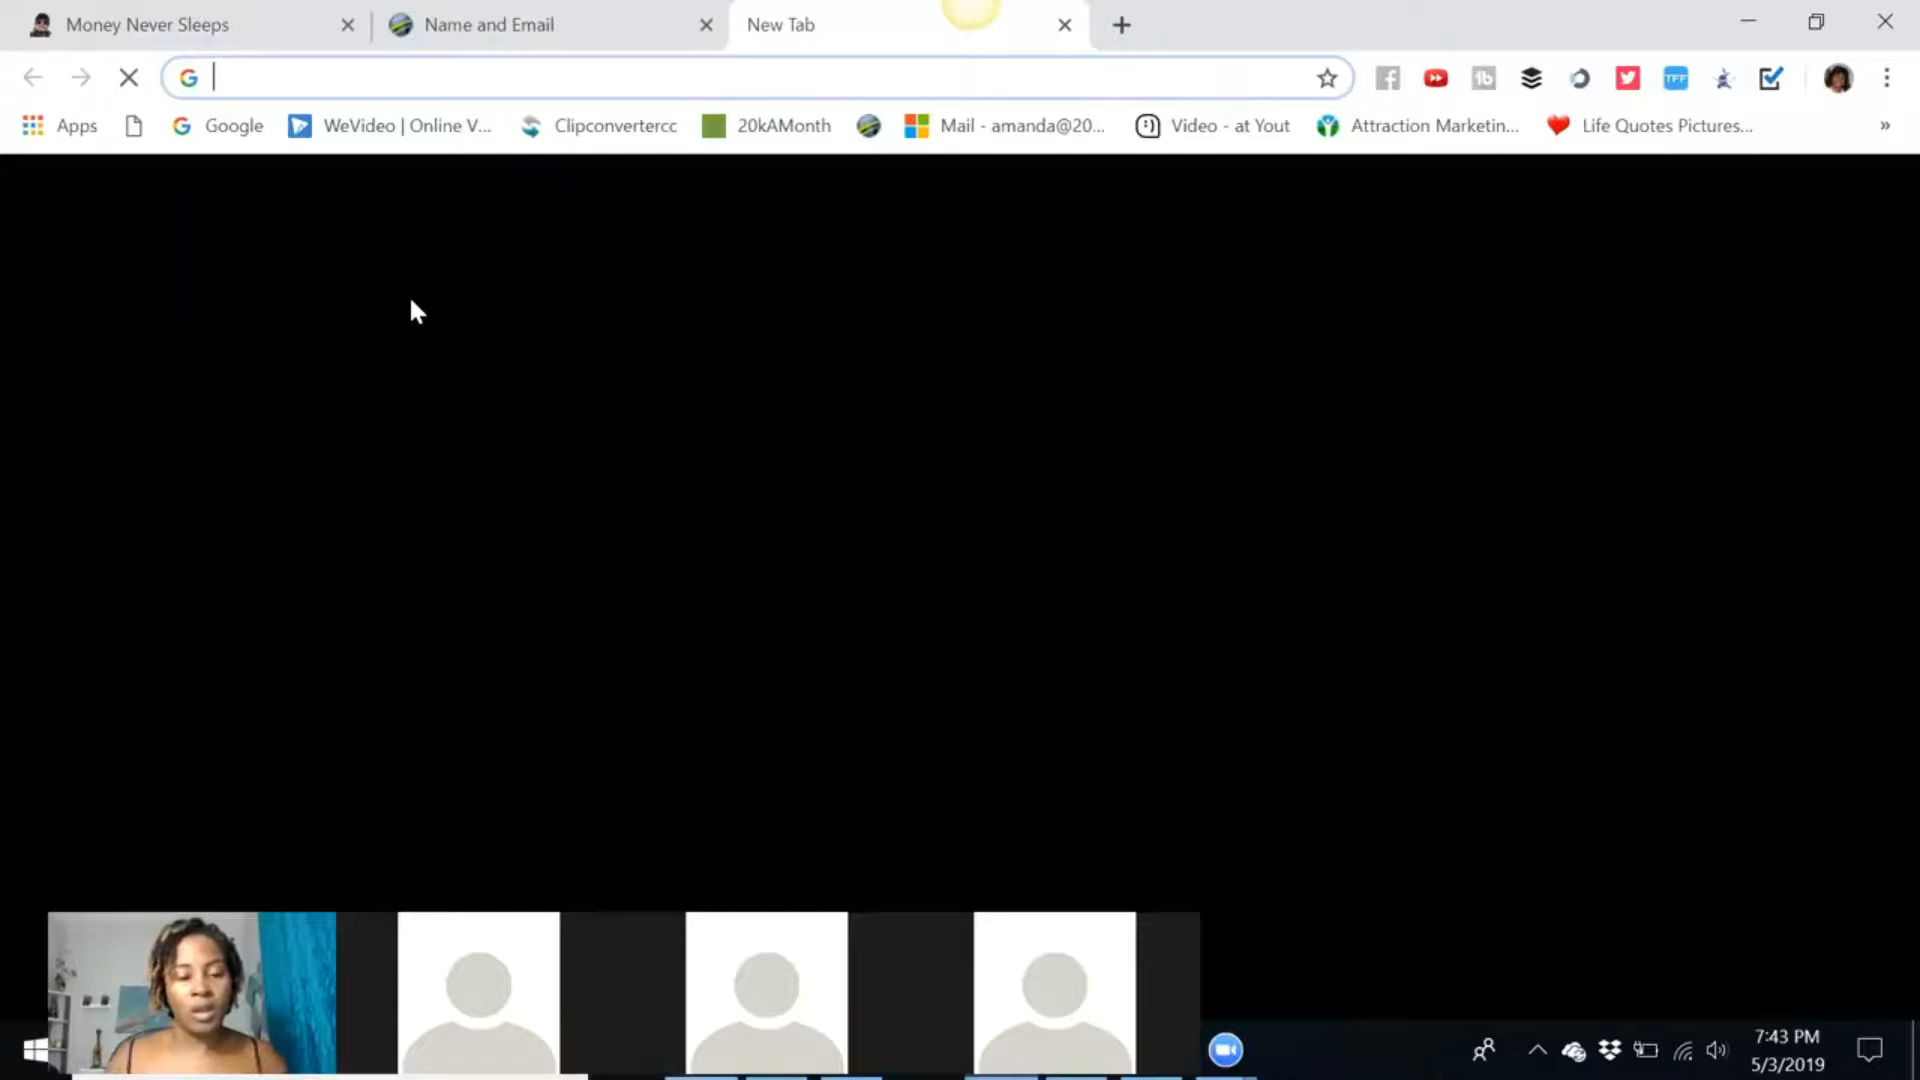 Money Never Sleeps
Name and Email
New Tab
Apps
Google
WeVideo | Online V...
Clipconvertercc
20kAMonth
Mail - amanda@20...
Video - at Yout
Attraction Marketin...
Life Quotes Pictures...
»
TFF
7:43 PM
5/3/2019